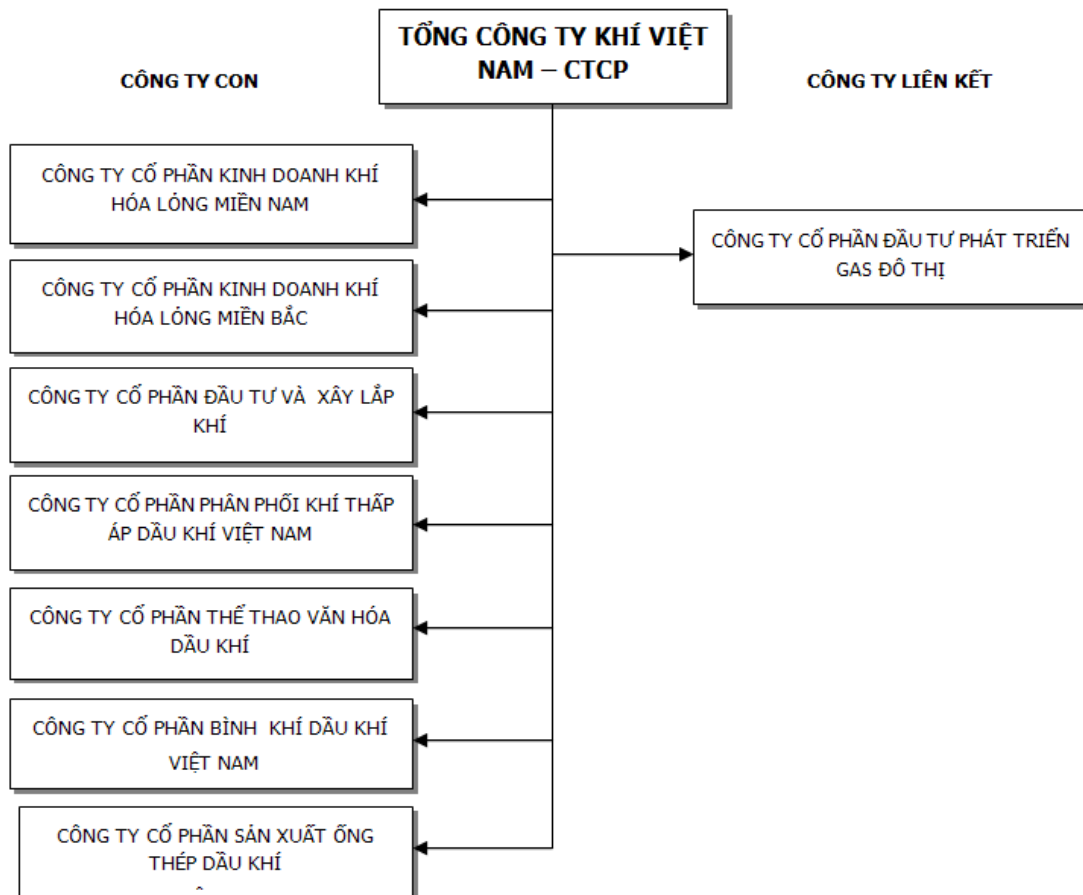 TỔNG CÔNG TY KHÍ VIỆT
NAM – CTCP
CÔNG TY CON
CÔNG TY LIÊN KẾT
CÔNG TY CỔ PHẦN KINH DOANH KHÍ
HÓA LỎNG MIỀN NAM
CÔNG TY CỔ PHẦN ĐẦU TƯ PHÁT TRIỂN
GAS ĐÔ THỊ
CÔNG TY CỔ PHẦN KINH DOANH KHÍ
HÓA LỎNG MIỀN BẮC
CÔNG TY CỔ PHẦN ĐẦU TƯ VÀ XÂY LẮP
KHÍ
CÔNG TY CỔ PHẦN PHÂN PHỐI KHÍ THẤP
ÁP DẦU KHÍ VIỆT NAM
CÔNG TY CỔ PHẦN THỂ THAO VĂN HÓA
DẦU KHÍ
CÔNG TY CỔ PHẦN BÌNH KHÍ DẦU KHÍ
VIỆT NAM
CÔNG TY CỔ PHẦN SẢN XUẤT ỐNG
THÉP DẦU KHÍ